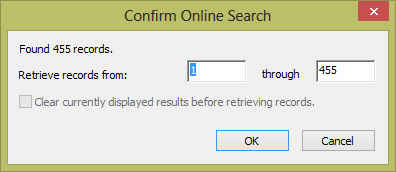 Confirm Online Search
Found 455 records.
Retrieve records from: 1 through 455
Clear currently displayed results before retrieving records.
OK Cancel